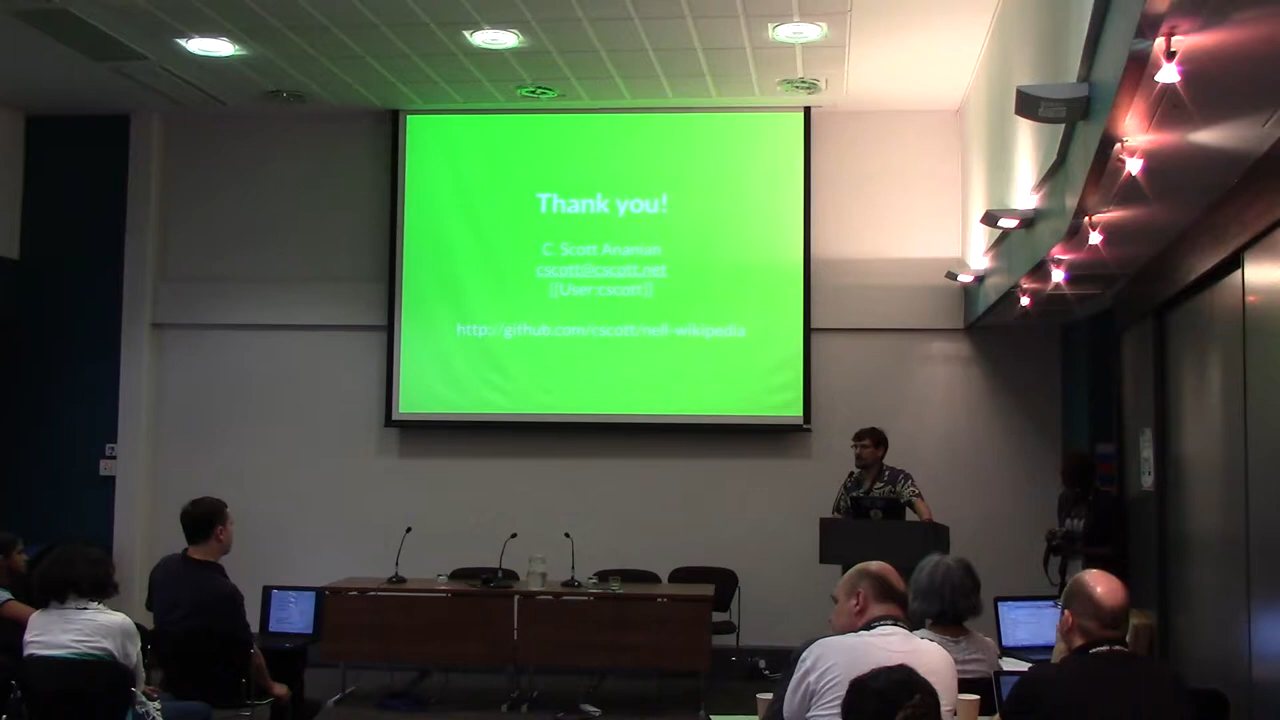 Thank you!
C. Scott Ananian
cscott@cscott.net
[[User:cscott]]
http://github.com/cscott/nell-wikipedia